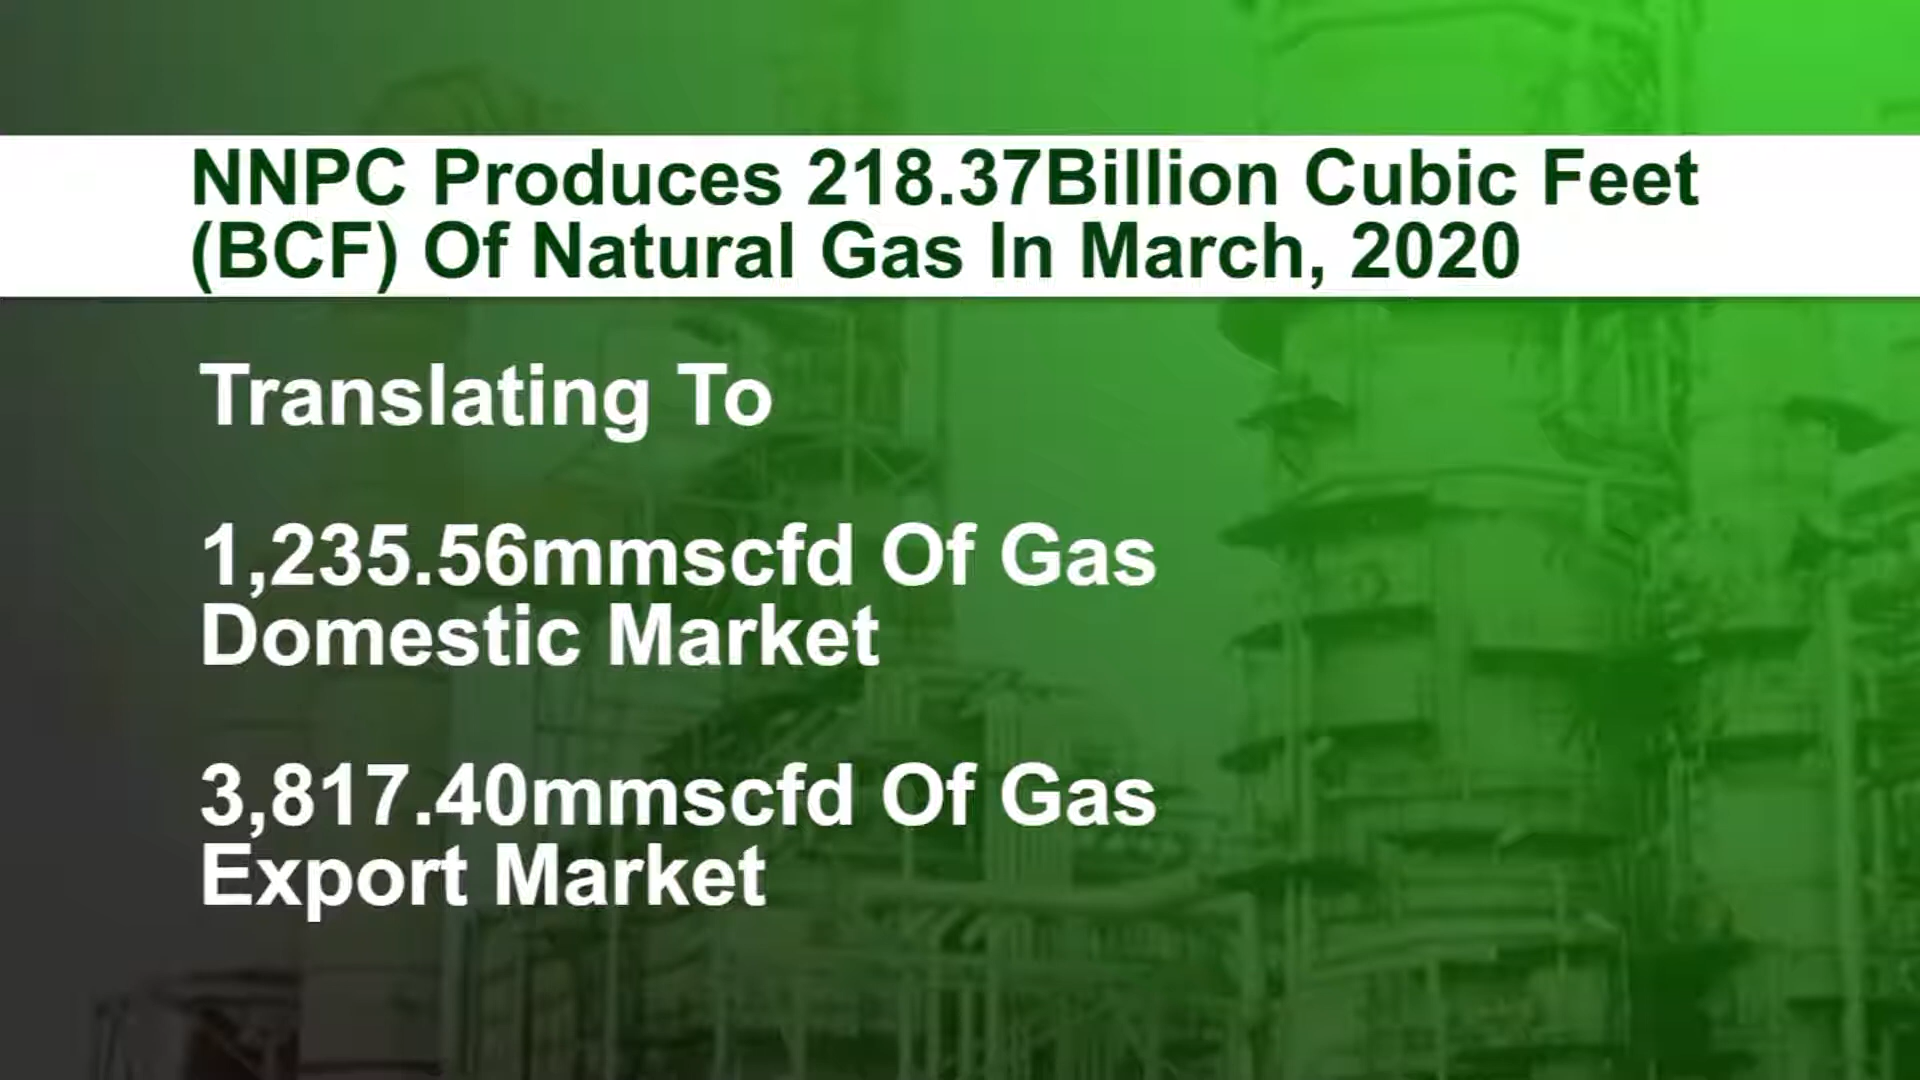 NNPC Produces 218.37Billion Cubic Feet
(BCF) Of Natural Gas In March, 2020
Translating To
1,235.56mmscfd Of Gas
Domestic Market
3,817.40mmscfd Of Gas
Export Market